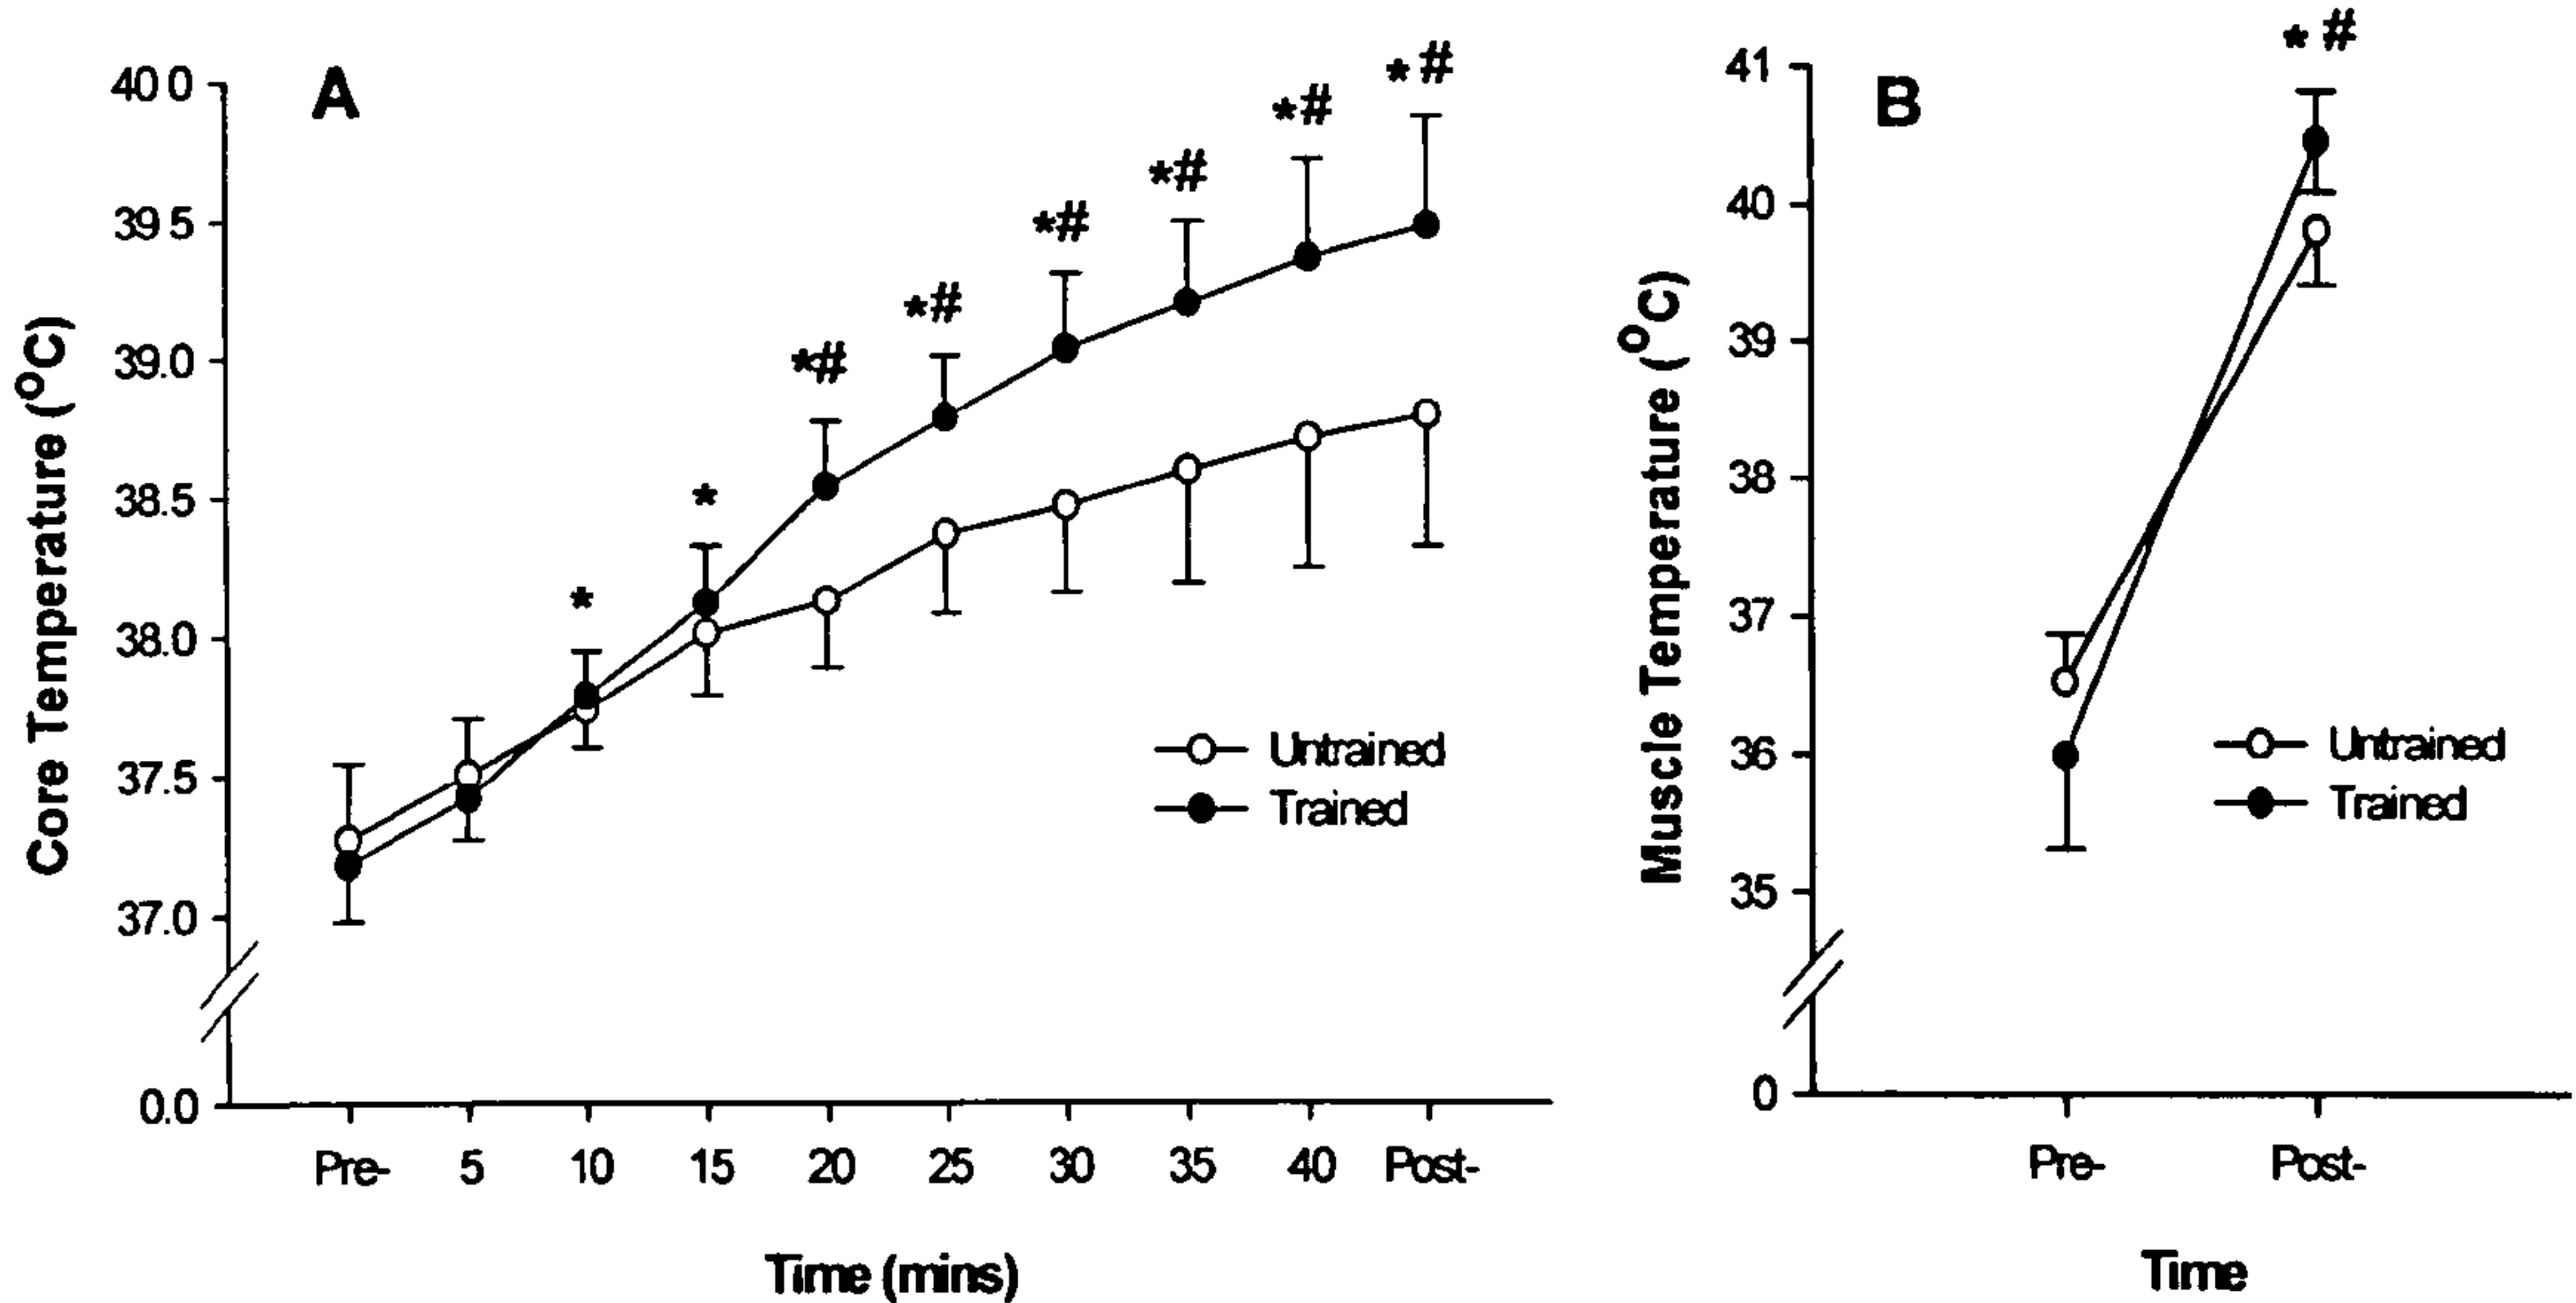 A
Core Temperature (°C)
40 0
39 5
39.0
38.5
38.0
37.5
37.0
0.0
*
*
*#
*#
*#
*#
*#
*#
Untrained
Trained
Pre- 5 10 15 20 25 30 35 40 Post-
Time (mins)
B
Muscle Temperature (°C)
41
40
39
38
37
36
35
0
*#
Untrained
Trained
Pre- Post-
Time